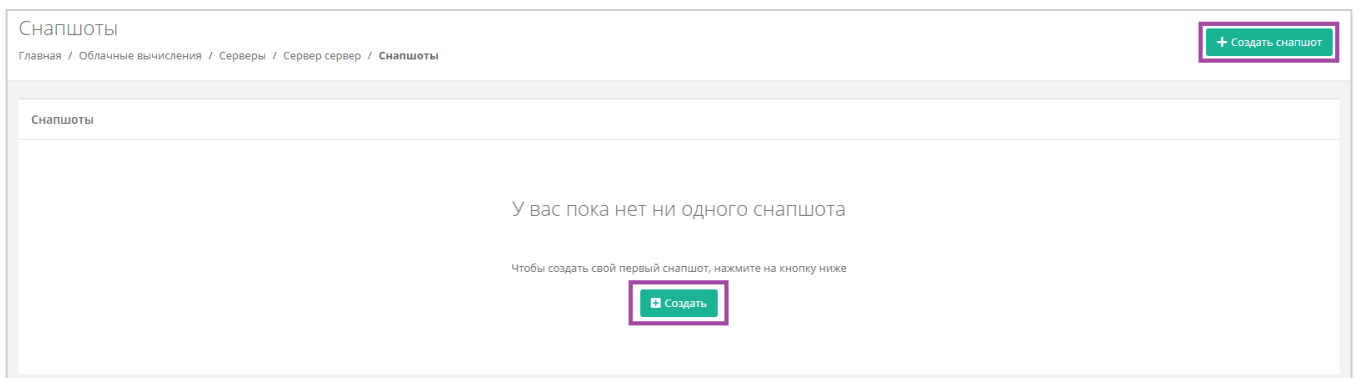 Снапшоты
+ Создать снапшот
Главная / Облачные вычисления / Серверы / Сервер сервер / Снапшоты
Снапшоты
У вас пока нет ни одного снапшота
Чтобы создать свой первый снапшот, нажмите на кнопку ниже
Создать